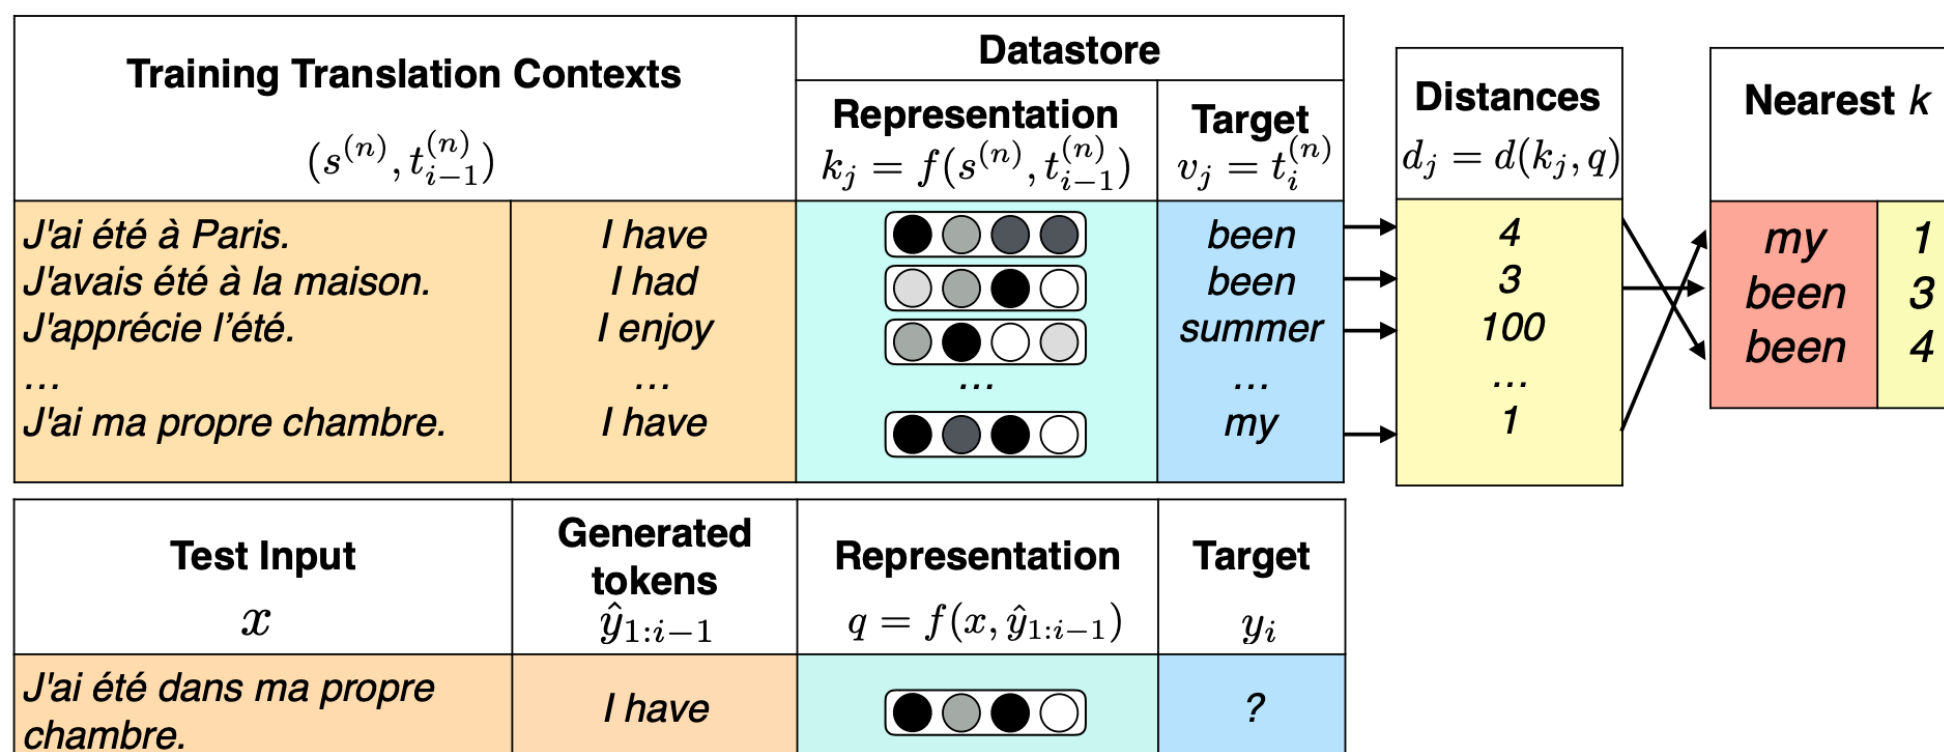 Training Translation Contexts
(s^{(n)}, t_{i-1}^{(n)})
Datastore
Representation
k_j = f(s^{(n)}, t_{i-1}^{(n)})
Target
v_j = t_i^{(n)}
Distances
d_j = d(k_j, q)
Nearest k
J'ai été à Paris. I have been 4
J'avais été à la maison. I had been 3
J'apprécie l'été. I enjoy summer 100
... ... ... ... ...
J'ai ma propre chambre. I have my 1
my 1
been 3
been 4
Test Input
x
Generated
tokens
ŷ_{1:i-1}
Representation
q = f(x, ŷ_{1:i-1})
Target
y_i
J'ai été dans ma propre
chambre.
I have
?